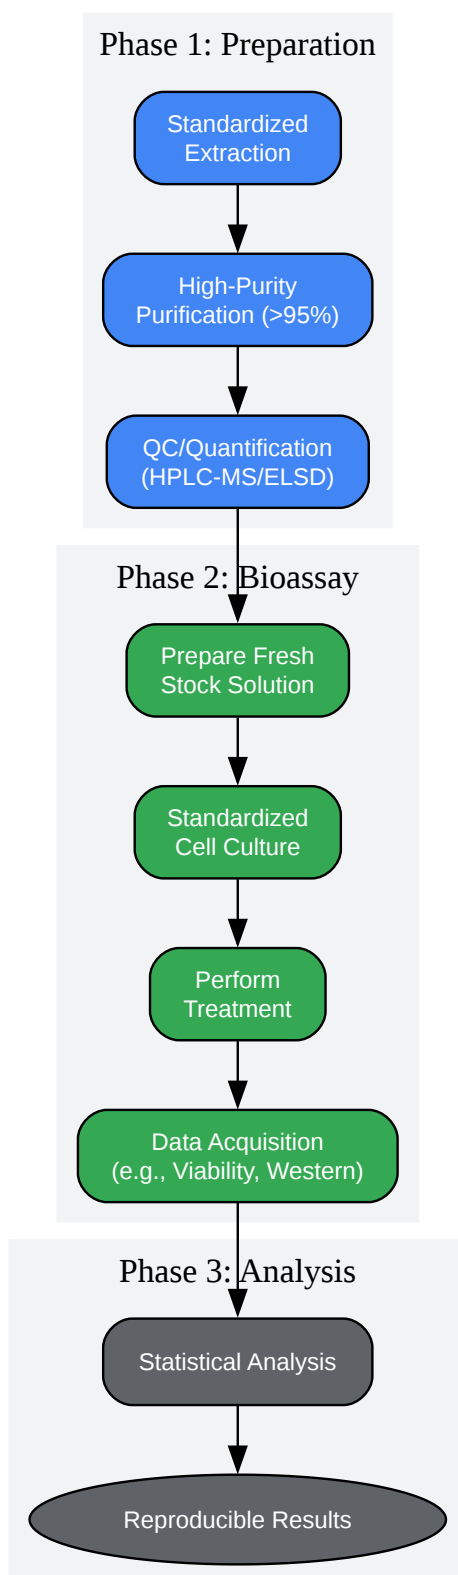 Phase 1: Preparation
Standardized
Extraction
High-Purity
Purification (>95%)
QC/Quantification
(HPLC-MS/ELSD)
Phase 2: Bioassay
Prepare Fresh
Stock Solution
Standardized
Cell Culture
Perform
Treatment
Data Acquisition
(e.g., Viability, Western)
Phase 3: Analysis
Statistical Analysis
Reproducible Results